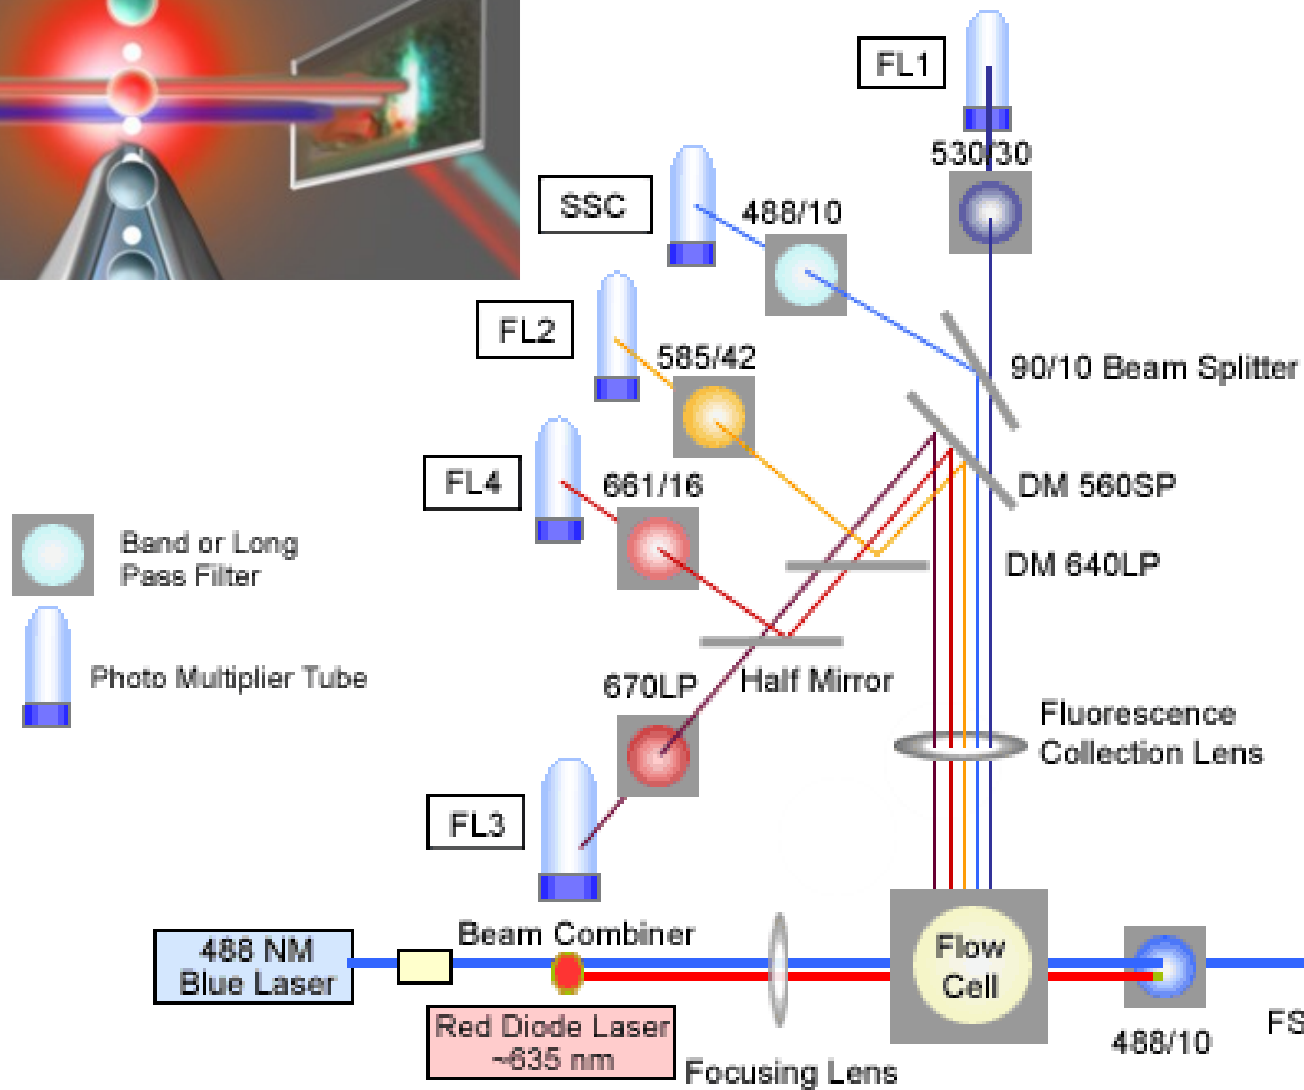 FL1
530/30
SSC
488/10
FL2
585/42
90/10 Beam Splitter
FL4
661/16
DM 560SP
Band or Long
Pass Filter
DM 640LP
Photo Multiplier Tube
670LP
Half Mirror
Fluorescence
Collection Lens
FL3
488 NM
Blue Laser
Beam Combiner
Flow
Cell
Red Diode Laser
~635 nm
Focusing Lens
488/10
FS